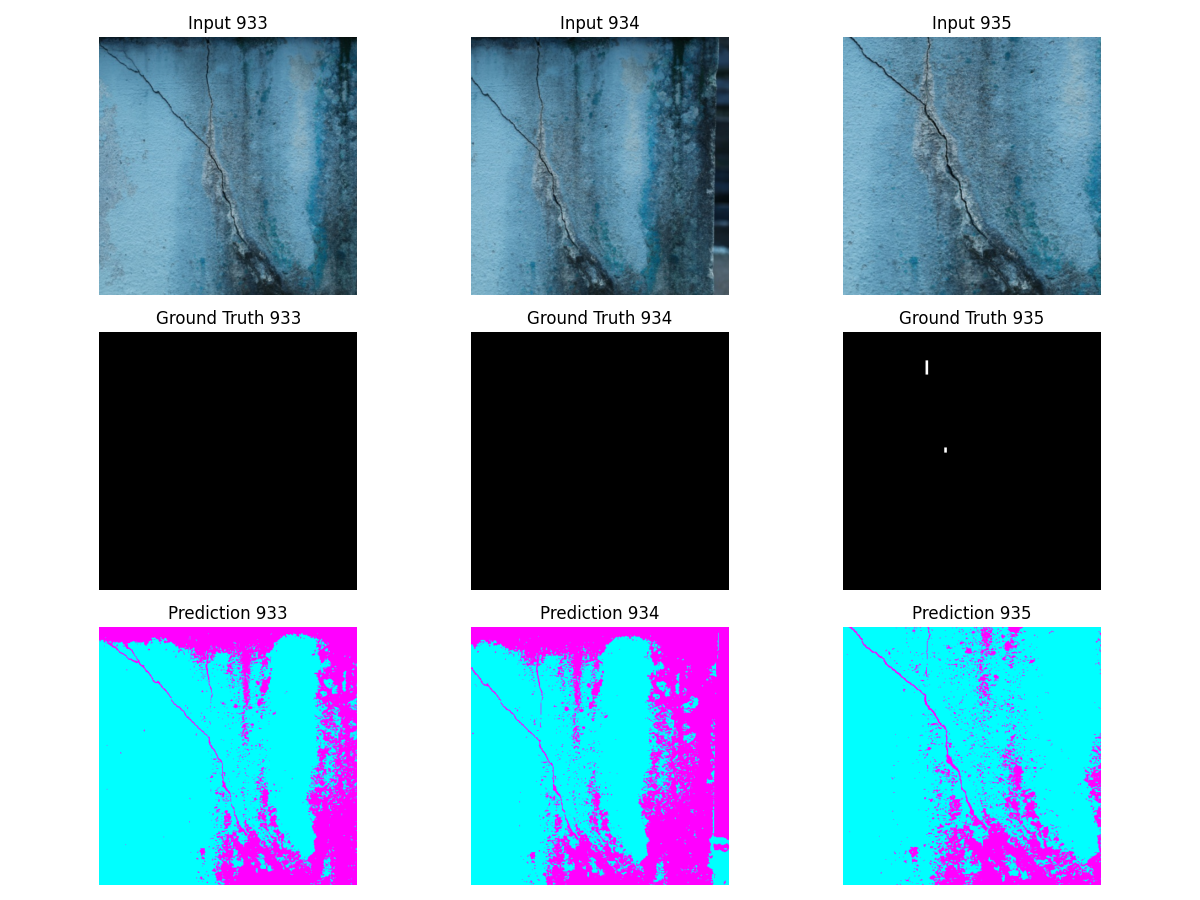 Input 933
Input 934
Input 935
Ground Truth 933
Ground Truth 934
Ground Truth 935
Prediction 933
Prediction 934
Prediction 935